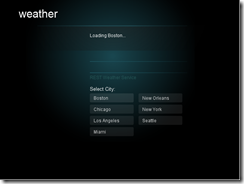 weather
Loading Boston...
Select City:
Boston
New Orleans
Chicago
New York
Los Angeles
Seattle
Miami